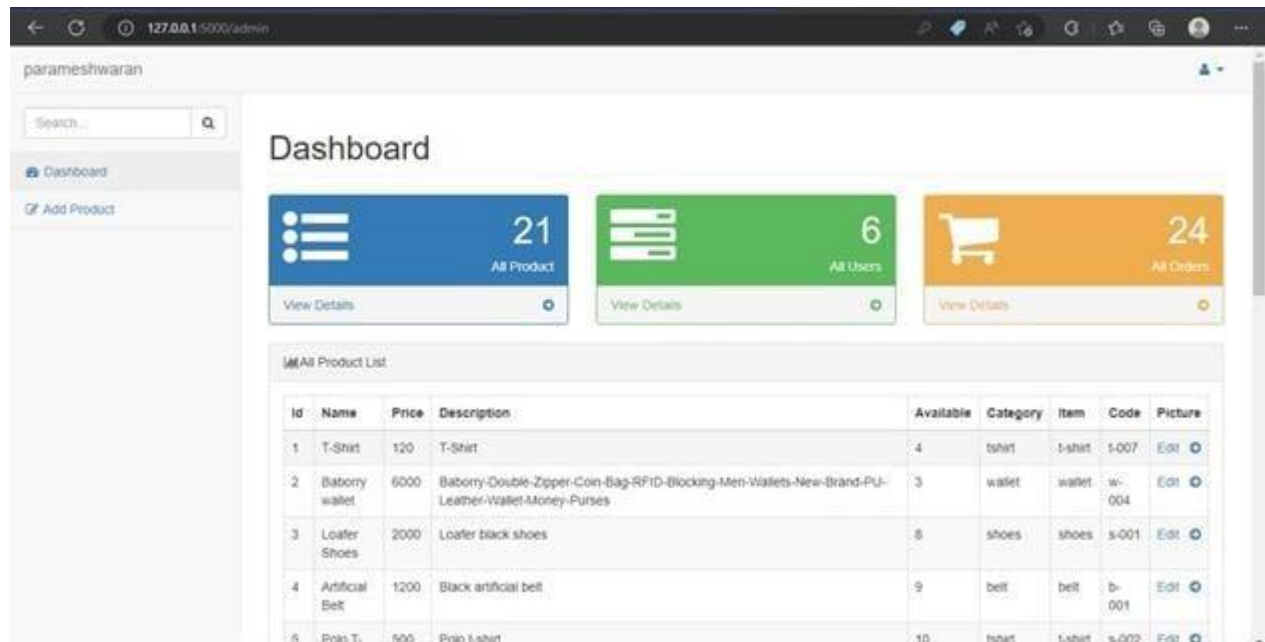 127.0.0.1:5000/admin
parameshwaran
Search...
Dashboard
Add Product
Dashboard
21
All Product
View Details
6
All Users
View Details
24
All Orders
View Details
All Product List
Id Name Price Description Available Category Item Code Picture
1 T-Shirt 120 T-Shirt 4 tshirt t-shirt t-007 Edit
2 Baborry 6000 Baborry-Double-Zipper-Coin-Bag-RFID-Blocking-Men-Wallets-New-Brand-PU- 3 wallet wallet w- Edit
wallet Leather-Wallet-Money-Purses 004
3 Loafer 2000 Loafer black shoes 8 shoes shoes s-001 Edit
Shoes
4 Artificial 1200 Black artificial belt 9 belt belt b- Edit
Belt 001
5 Polo T- 500 Polo t-shirt 10 tshirt t-shirt s-002 Edit